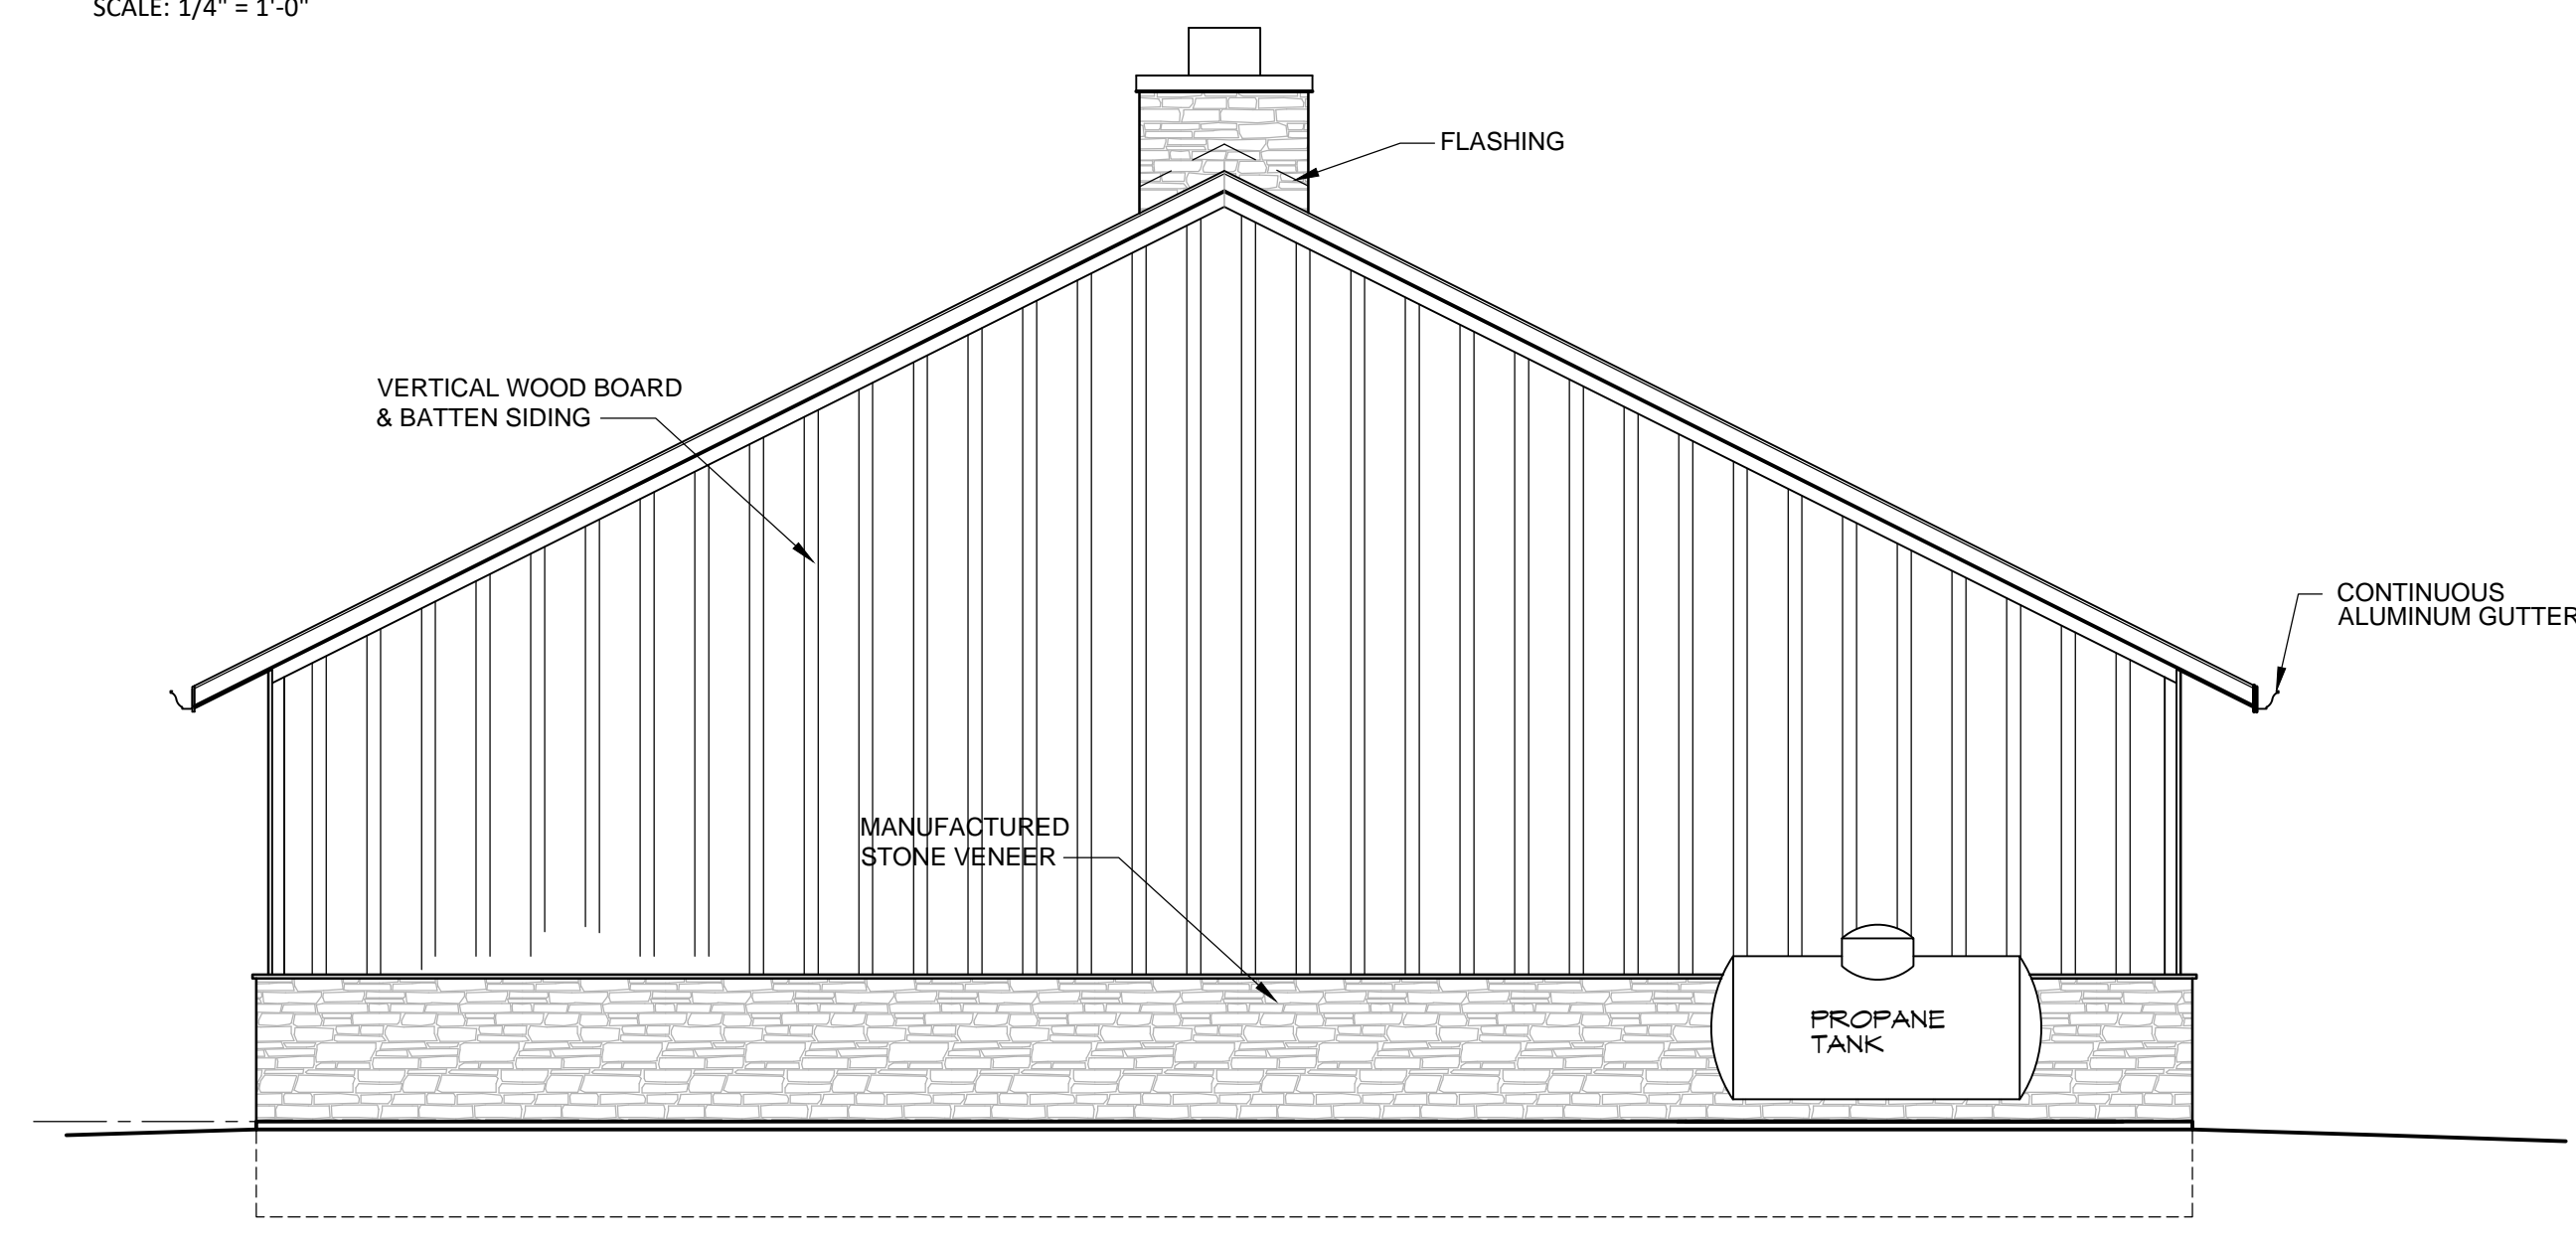 SCALE: 1/4" = 1'-0"
FLASHING
VERTICAL WOOD BOARD
& BATTEN SIDING
CONTINUOUS
ALUMINUM GUTTER
MANUFACTURED
STONE VENEER
PROPANE
TANK